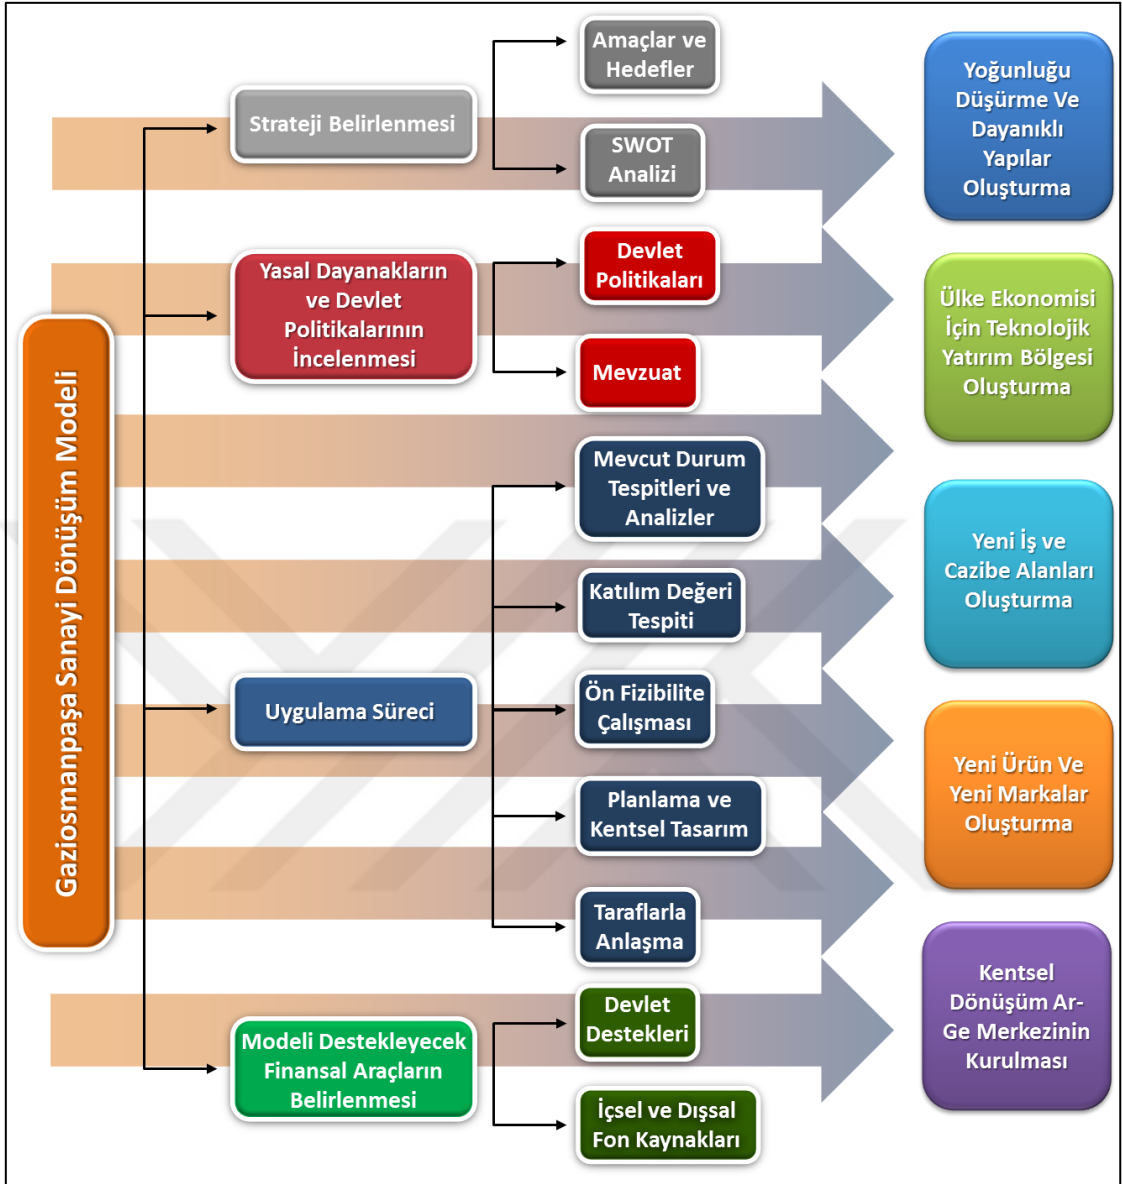 Gaziosmanpaşa Sanayi Dönüşüm Modeli
Strateji Belirlenmesi
Amaçlar ve
Hedefler
SWOT
Analizi
Yasal Dayanakların
ve Devlet
Politikalarının
İncelenmesi
Devlet
Politikaları
Mevzuat
Uygulama Süreci
Mevcut Durum
Tespitleri ve
Analizler
Katılım Değeri
Tespiti
Ön Fizibilite
Çalışması
Planlama ve
Kentsel Tasarım
Taraflarla
Anlaşma
Modeli Destekleyecek
Finansal Araçların
Belirlenmesi
Devlet
Destekleri
İçsel ve Dışsal
Fon Kaynakları
Yoğunluğu
Düşürme Ve
Dayanıklı
Yapılar
Oluşturma
Ülke Ekonomisi
İçin Teknolojik
Yatırım Bölgesi
Oluşturma
Yeni İş ve
Cazibe Alanları
Oluşturma
Yeni Ürün Ve
Yeni Markalar
Oluşturma
Kentsel
Dönüşüm Ar-
Ge Merkezinin
Kurulması